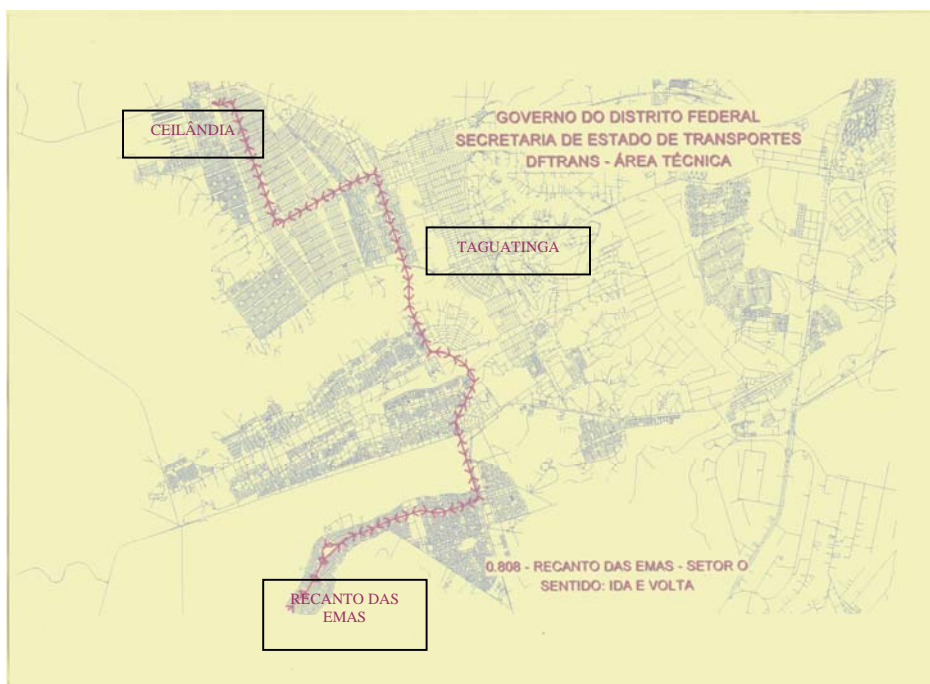 CEILÂNDIA
GOVERNO DO DISTRITO FEDERAL
SECRETARIA DE ESTADO DE TRANSPORTES
DFTRANS - ÁREA TÉCNICA
TAGUATINGA
0.808 - RECANTO DAS EMAS - SETOR O
SENTIDO: IDA E VOLTA
RECANTO DAS
EMAS